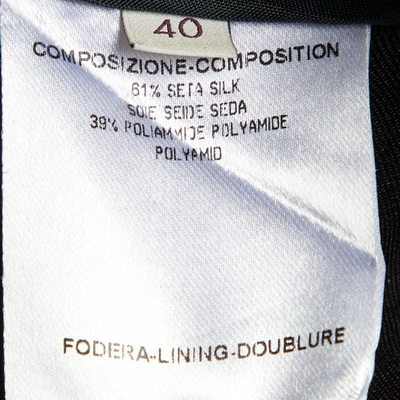 40
COMPOSIZIONE-COMPOSITION
61% SETA SILK
SOIE SEIDE SEDA
39% POLIAMMIDE POLYAMIDE
POLYAMID
FODERA-LINING-DOUBLURE